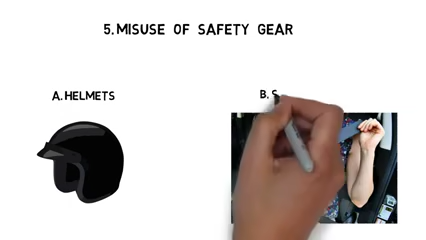 5. MISUSE OF SAFETY GEAR
A. HELMETS
B. S